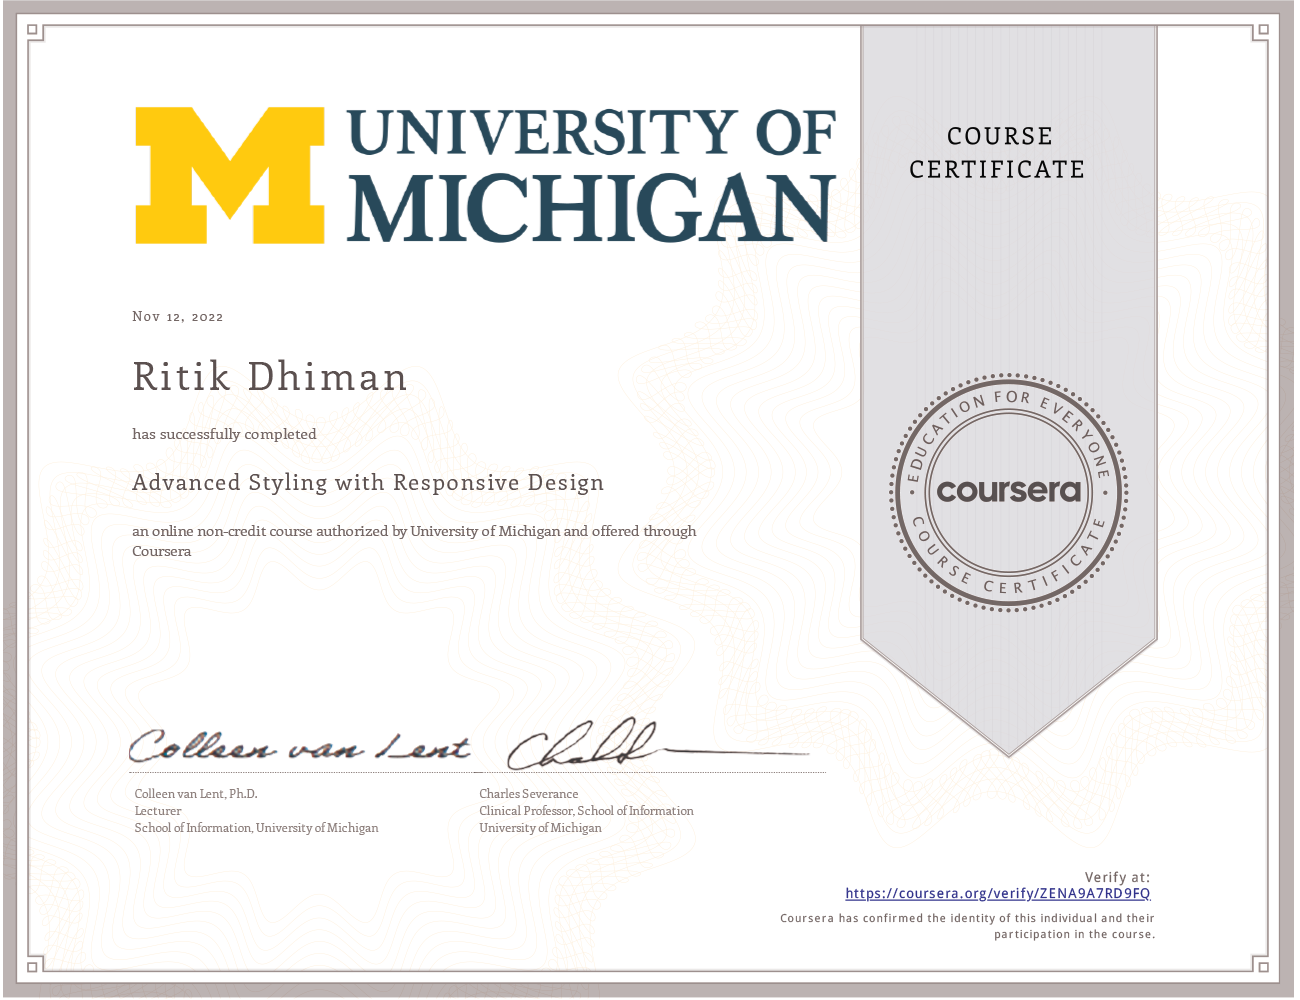 UNIVERSITY OF
MICHIGAN
COURSE
CERTIFICATE
Nov 12, 2022
Ritik Dhiman
has successfully completed
Advanced Styling with Responsive Design
an online non-credit course authorized by University of Michigan and offered through
Coursera
EDUCATION FOR EVERYONE
coursera
COURSE CERTIFICATE
Colleen van Lent
Colleen van Lent, Ph.D.
Lecturer
School of Information, University of Michigan
Charles Severance
Clinical Professor, School of Information
University of Michigan
Verify at:
https://coursera.org/verify/ZENA9A7RD9FQ
Coursera has confirmed the identity of this individual and their
participation in the course.